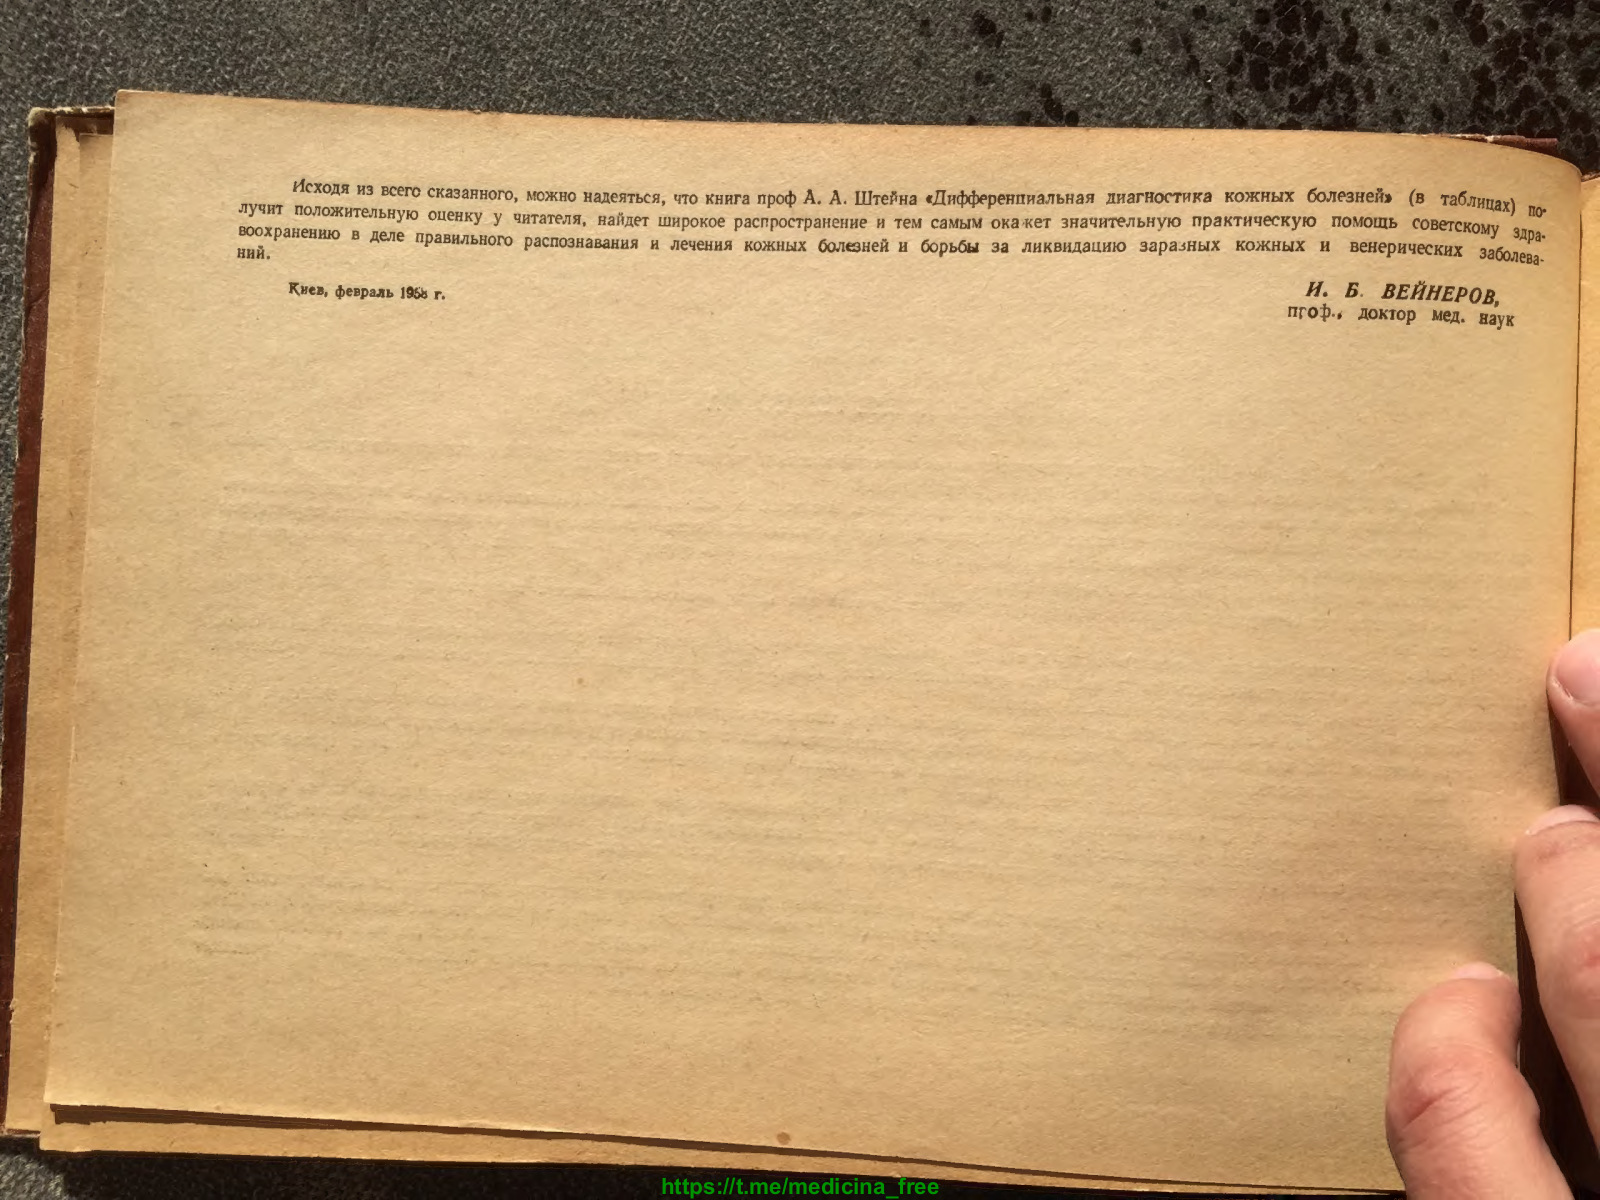 Исходя из всего сказанного, можно надеяться, что книга проф А. А. Штейна «Дифференциальная диагностика кожных болезней» (в таблицах) по-
лучит положительную оценку у читателя, найдет широкое распространение и тем самым окажет значительную практическую помощь советскому здра-
воохранению в деле правильного распознавания и лечения кожных болезней и борьбы за ликвидацию заразных кожных и венерических заболева-
ний.
Киев, февраль г.
И. Б. ВЕЙНЕРОВ,
проф., доктор мед. наук
https://t.me/medicina_free